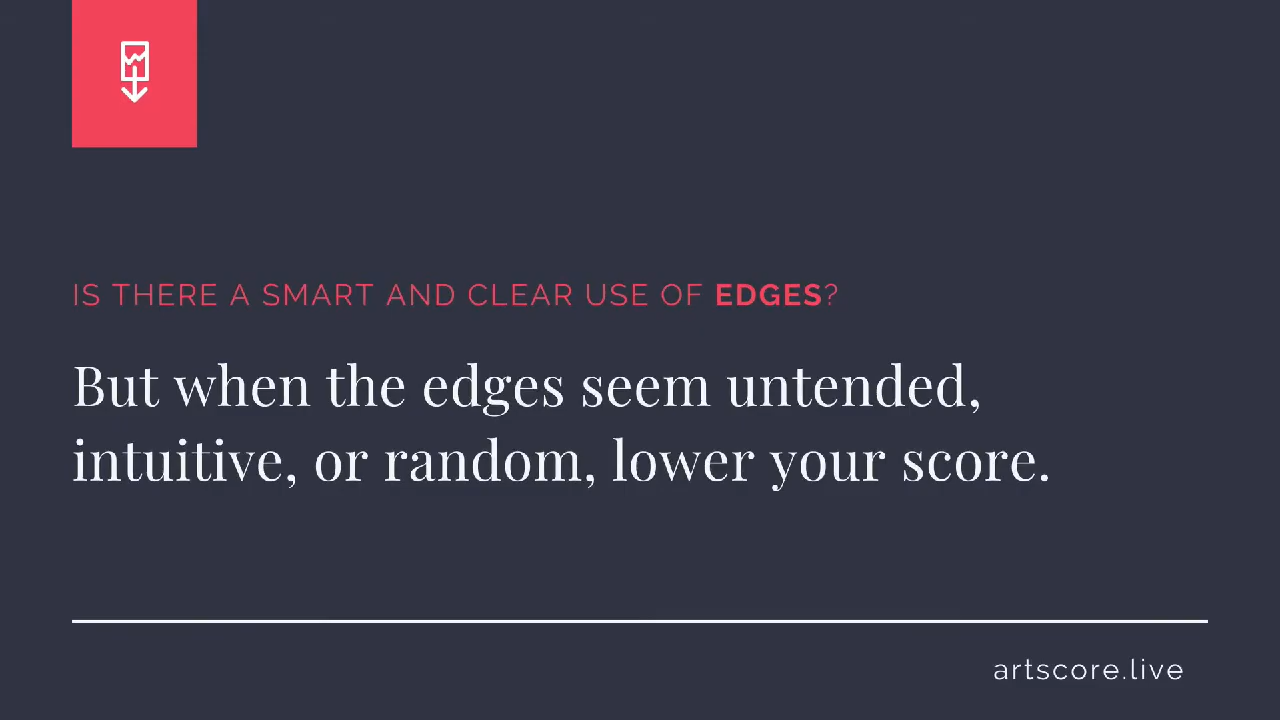 IS THERE A SMART AND CLEAR USE OF EDGES?
But when the edges seem untended,
intuitive, or random, lower your score.
artscore.live